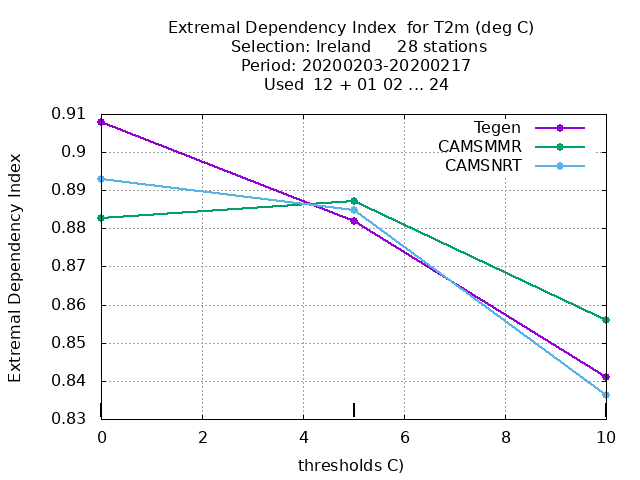 Extremal Dependency Index  for T2m (deg C)
Selection: Ireland     28 stations
Period: 20200203-20200217
Used  12 + 01 02 ... 24
Extremal Dependency Index
0.91
0.9
0.89
0.88
0.87
0.86
0.85
0.84
0.83
Tegen
CAMSMMR
CAMSNRT
0 2 4 6 8 10
thresholds C)